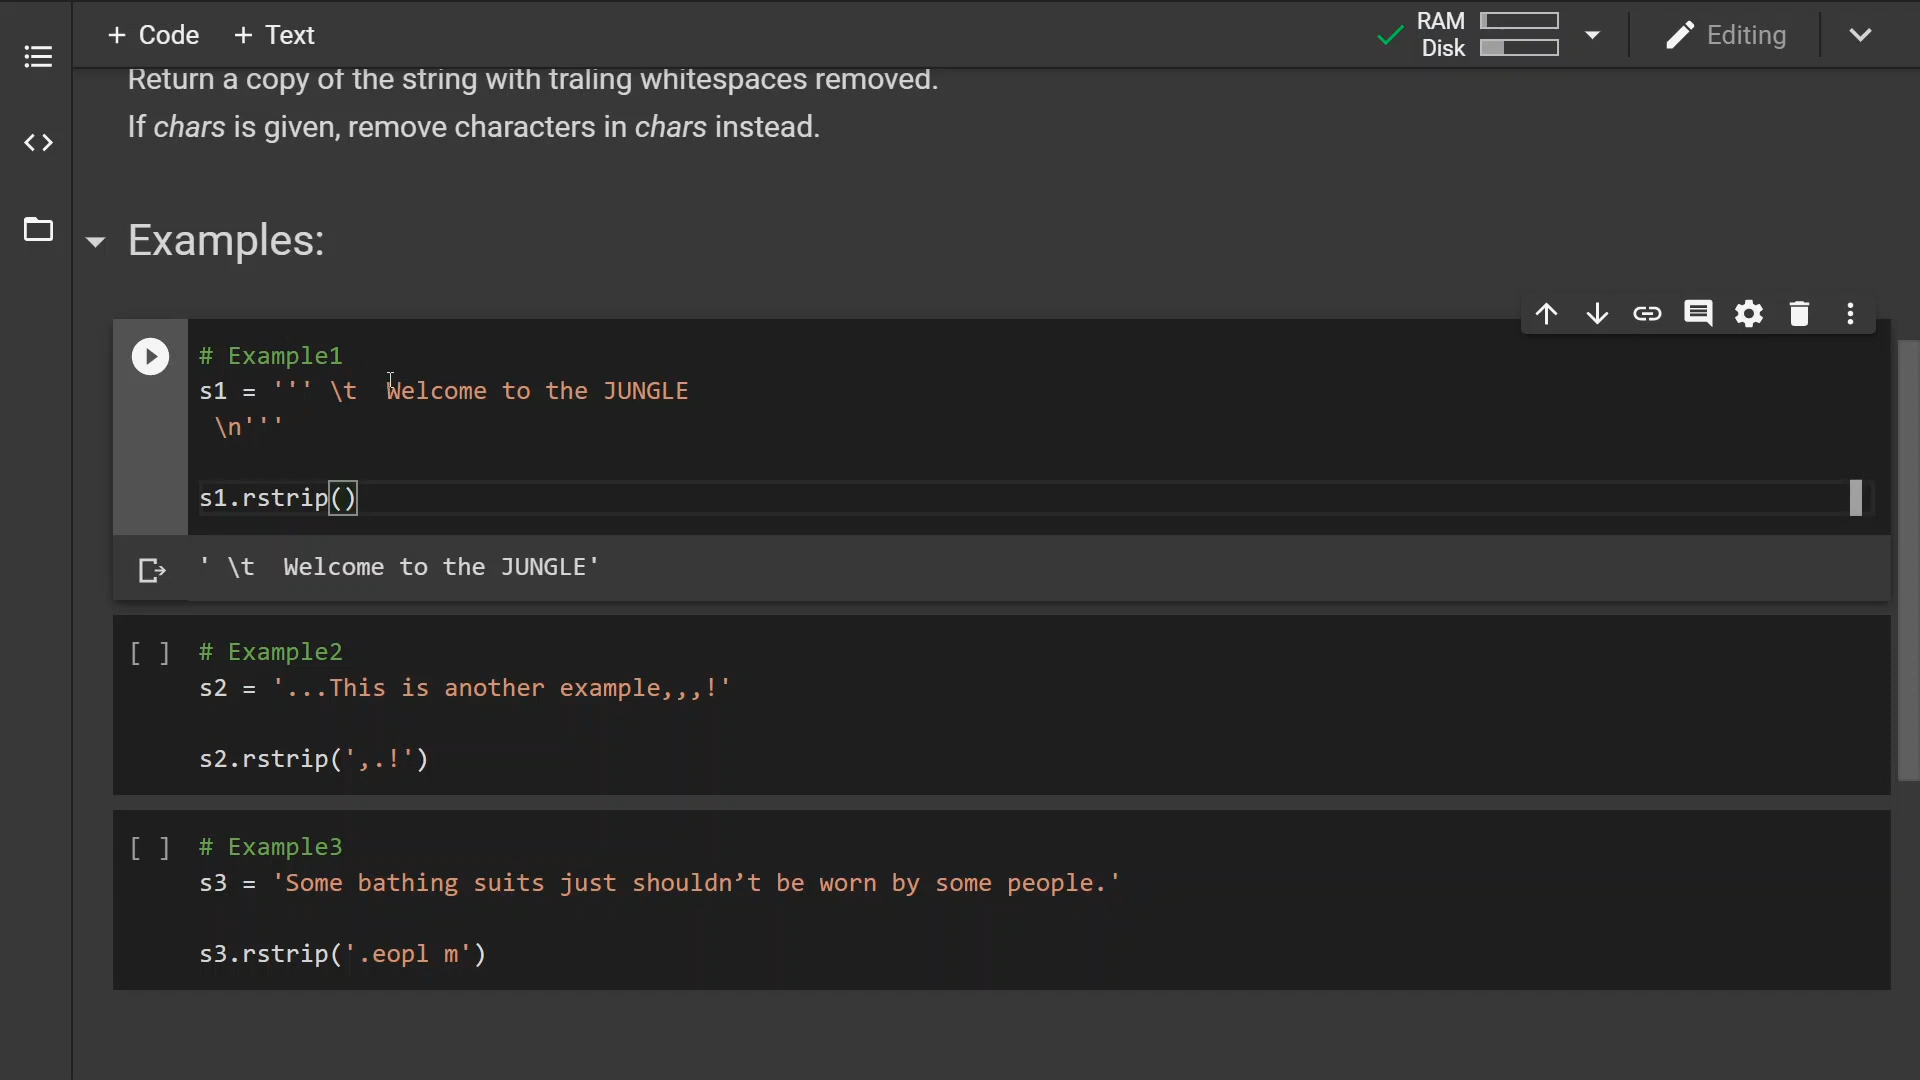 + Code + Text
RAM
Disk
Editing
Return a copy of the string with traling whitespaces removed.
If chars is given, remove characters in chars instead.
Examples:
# Example1
s1 = ''' \t  Welcome to the JUNGLE
 \n'''
s1.rstrip()
' \t  Welcome to the JUNGLE'
[ ] # Example2
s2 = '...This is another example,,,!'
s2.rstrip(',.!')
[ ] # Example3
s3 = 'Some bathing suits just shouldn’t be worn by some people.'
s3.rstrip('.eopl m')